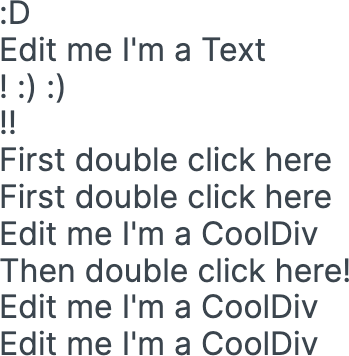 :D
Edit me I'm a Text
! :) :)
!!
First double click here
First double click here
Edit me I'm a CoolDiv
Then double click here!
Edit me I'm a CoolDiv
Edit me I'm a CoolDiv